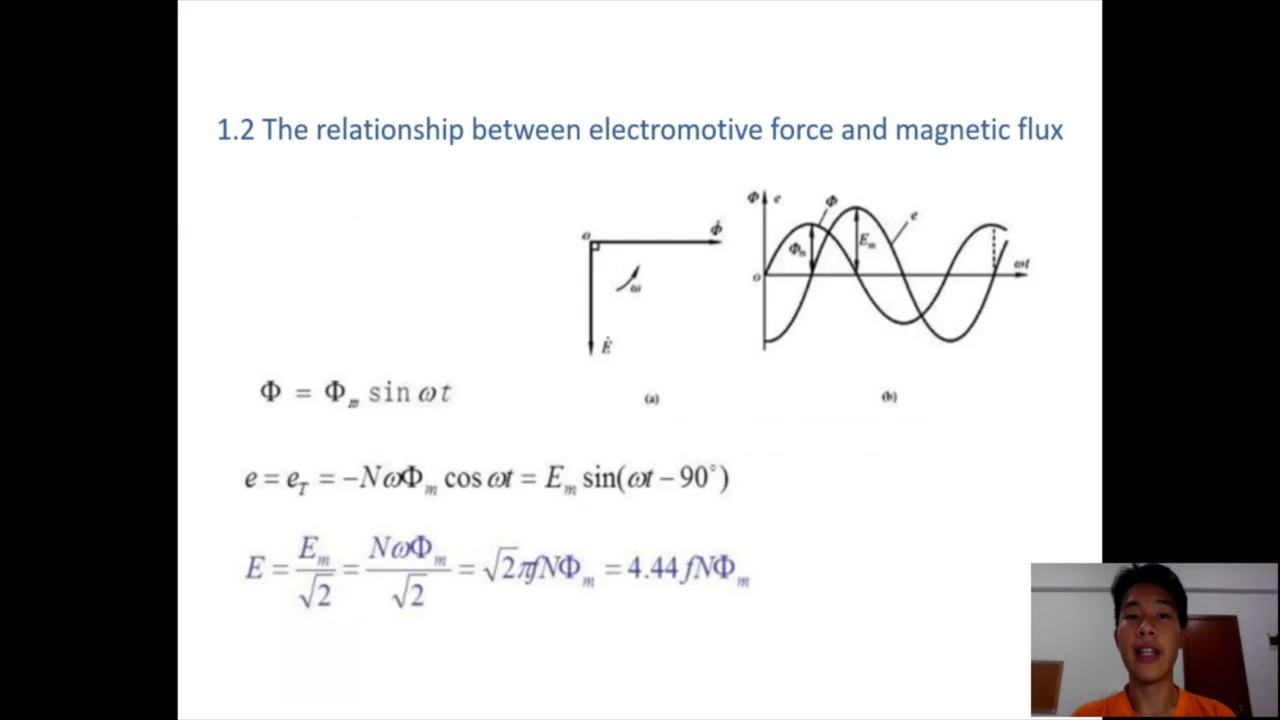 1.2 The relationship between electromotive force and magnetic flux
Φ e Φ e
o Φ̇ Φm Em
ω o ωt
Ė
(a) (b)
Φ = Φm sin ωt
e = eT = −NωΦm cos ωt = Em sin(ωt − 90°)
E = Em/√2 = NωΦm/√2 = √2πfNΦm = 4.44 fNΦm